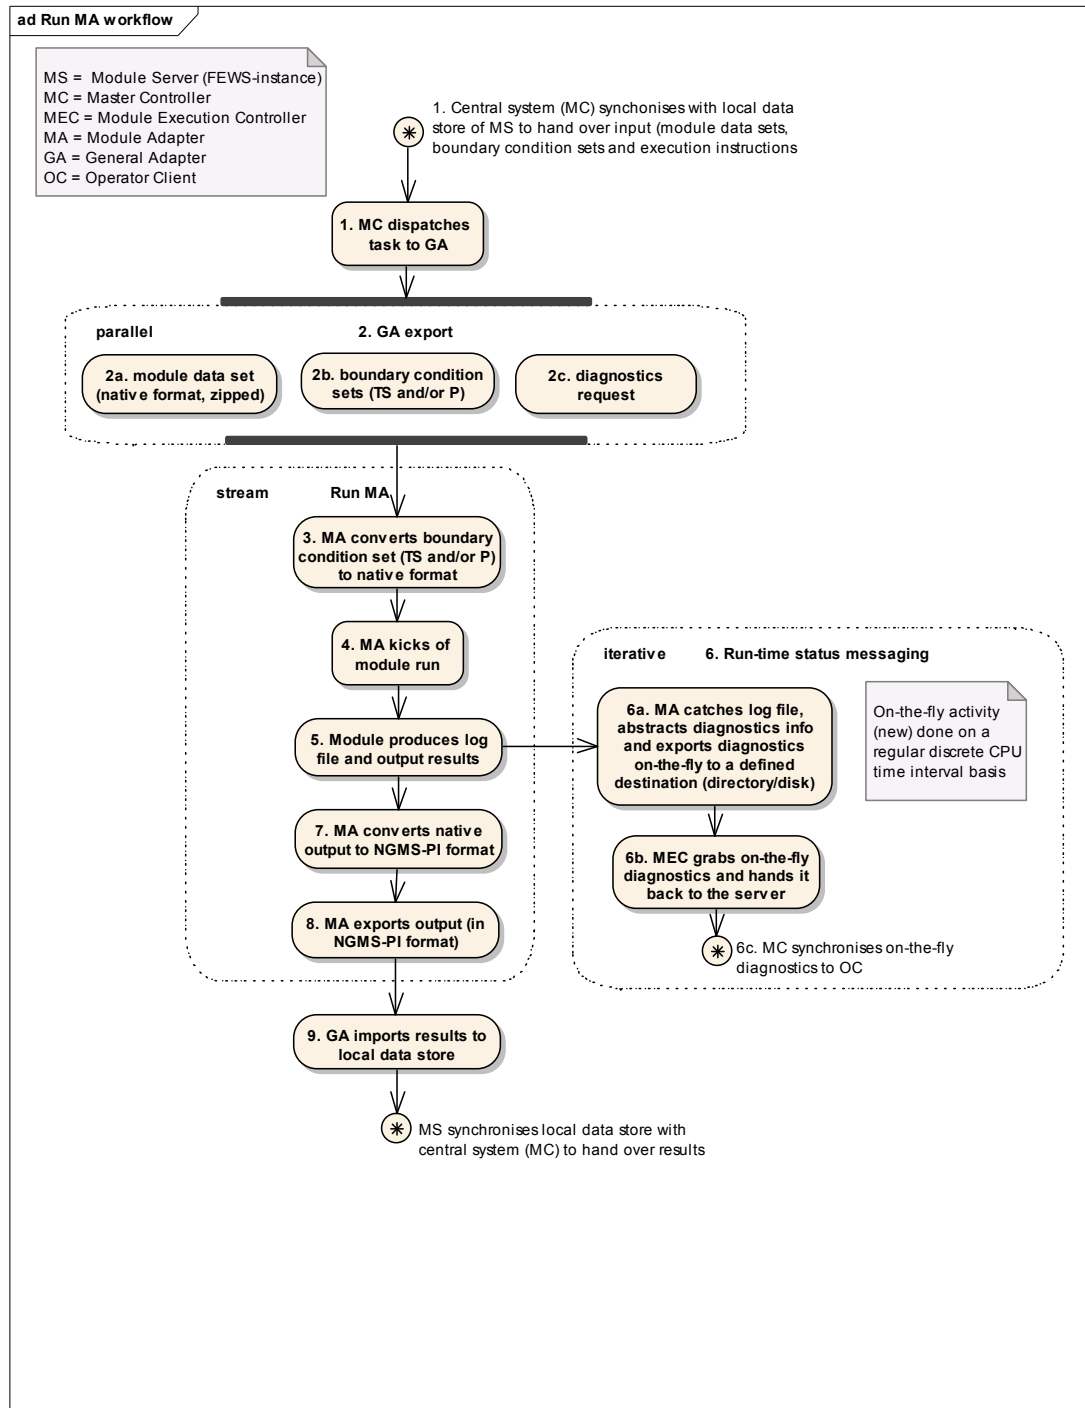 ad Run MA workflow
MS =  Module Server (FEWS-instance)
MC = Master Controller
MEC = Module Execution Controller
MA = Module Adapter
GA = General Adapter
OC = Operator Client
1. Central system (MC) synchonises with local data
store of MS to hand over input (module data sets,
boundary condition sets and execution instructions
1. MC dispatches
task to GA
parallel
2. GA export
2a. module data set
(native format, zipped)
2b. boundary condition
sets (TS and/or P)
2c. diagnostics
request
stream
Run MA
3. MA converts boundary
condition set (TS and/or P)
to native format
4. MA kicks of
module run
5. Module produces log
file and output results
7. MA converts native
output to NGMS-PI format
8. MA exports output (in
NGMS-PI format)
iterative
6. Run-time status messaging
6a. MA catches log file,
abstracts diagnostics info
and exports diagnostics
on-the-fly to a defined
destination (directory/disk)
On-the-fly activity
(new) done on a
regular discrete CPU
time interval basis
6b. MEC grabs on-the-fly
diagnostics and hands it
back to the server
6c. MC synchronises on-the-fly
diagnostics to OC
9. GA imports results to
local data store
MS synchronises local data store with
central system (MC) to hand over results